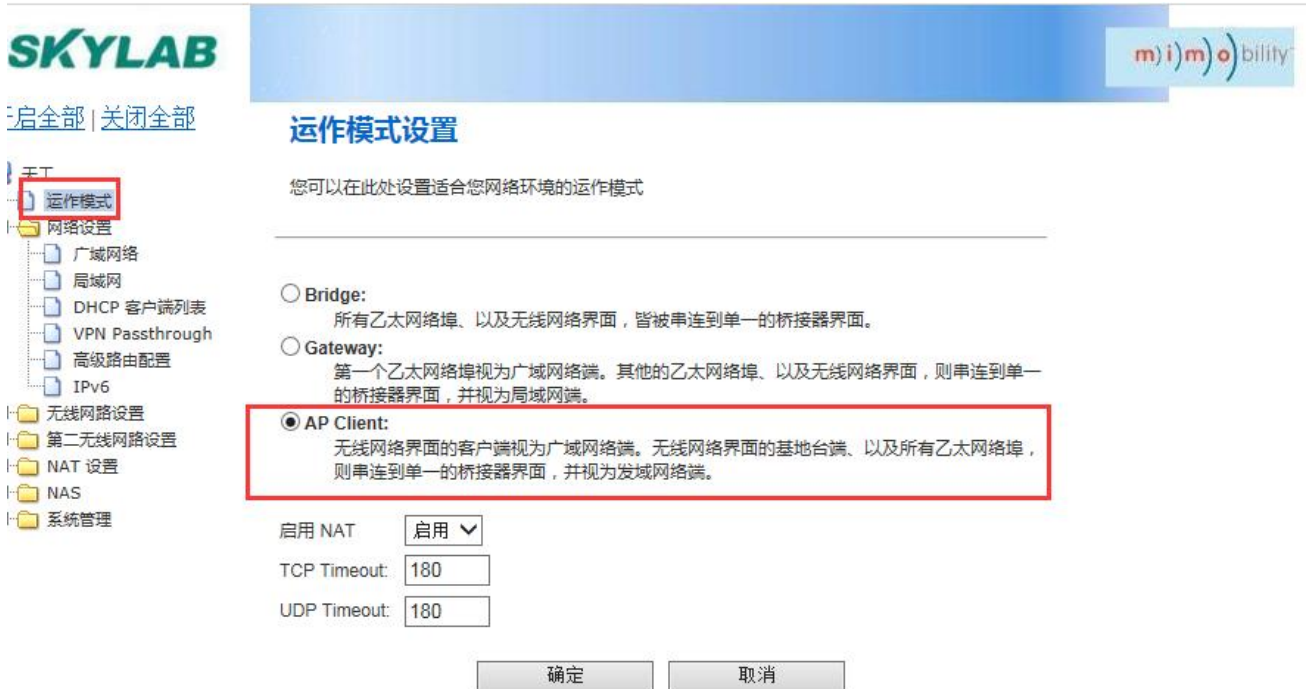 SKYLAB
m)i)m)o)bility
启全部 | 关闭全部
运作模式
网络设置
广域网络
局域网
DHCP 客户端列表
VPN Passthrough
高级路由配置
IPv6
无线网路设置
第二无线网路设置
NAT 设置
NAS
系统管理
运作模式设置
您可以在此处设置适合您网络环境的运作模式
Bridge:
所有乙太网络埠、以及无线网络界面，皆被串连到单一的桥接器界面。
Gateway:
第一个乙太网络埠视为广域网络端。其他的乙太网络埠、以及无线网络界面，则串连到单一
的桥接器界面，并视为局域网端。
AP Client:
无线网络界面的客户端视为广域网络端。无线网络界面的基地台端、以及所有乙太网络埠，
则串连到单一的桥接器界面，并视为发域网络端。
启用 NAT 启用
TCP Timeout: 180
UDP Timeout: 180
确定 取消